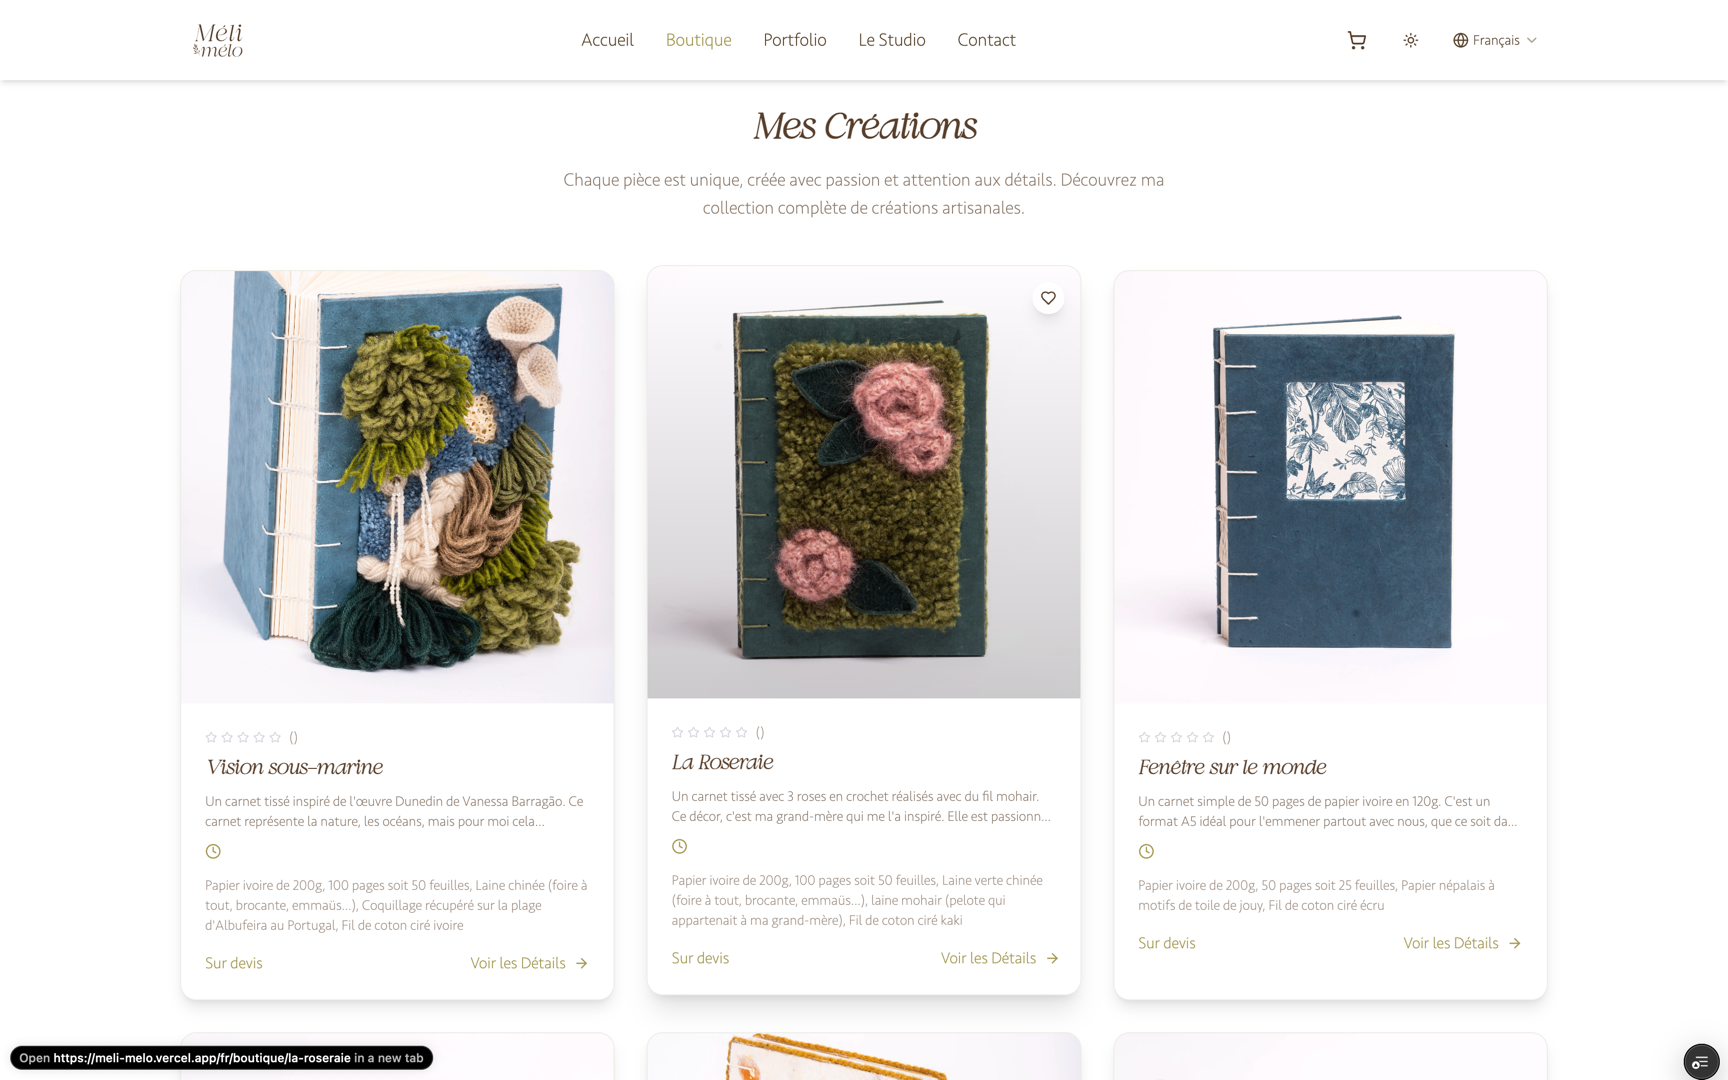 Méli
mélo
Accueil
Boutique
Portfolio
Le Studio
Contact
Français
Mes Créations
Chaque pièce est unique, créée avec passion et attention aux détails. Découvrez ma
collection complète de créations artisanales.
()
Vision sous-marine
Un carnet tissé inspiré de l'œuvre Dunedin de Vanessa Barragão. Ce
carnet représente la nature, les océans, mais pour moi cela...
Papier ivoire de 200g, 100 pages soit 50 feuilles, Laine chinée (foire à
tout, brocante, emmaüs...), Coquillage récupéré sur la plage
d'Albufeira au Portugal, Fil de coton ciré ivoire
Sur devis
Voir les Détails
()
La Roseraie
Un carnet tissé avec 3 roses en crochet réalisés avec du fil mohair.
Ce décor, c'est ma grand-mère qui me l'a inspiré. Elle est passionn...
Papier ivoire de 200g, 100 pages soit 50 feuilles, Laine verte chinée
(foire à tout, brocante, emmaüs...), laine mohair (pelote qui
appartenait à ma grand-mère), Fil de coton ciré kaki
Sur devis
Voir les Détails
()
Fenêtre sur le monde
Un carnet simple de 50 pages de papier ivoire en 120g. C'est un
format A5 idéal pour l'emmener partout avec nous, que ce soit da...
Papier ivoire de 200g, 50 pages soit 25 feuilles, Papier népalais à
motifs de toile de jouy, Fil de coton ciré écru
Sur devis
Voir les Détails
Open https://meli-melo.vercel.app/fr/boutique/la-roseraie in a new tab